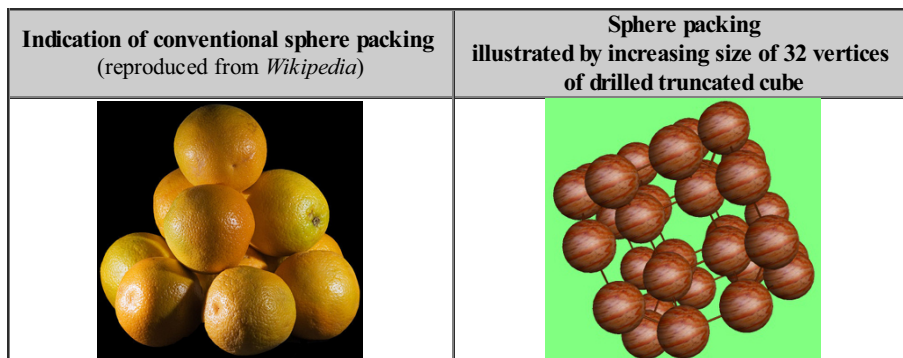 Indication of conventional sphere packing
(reproduced from Wikipedia)
Sphere packing
illustrated by increasing size of 32 vertices
of drilled truncated cube